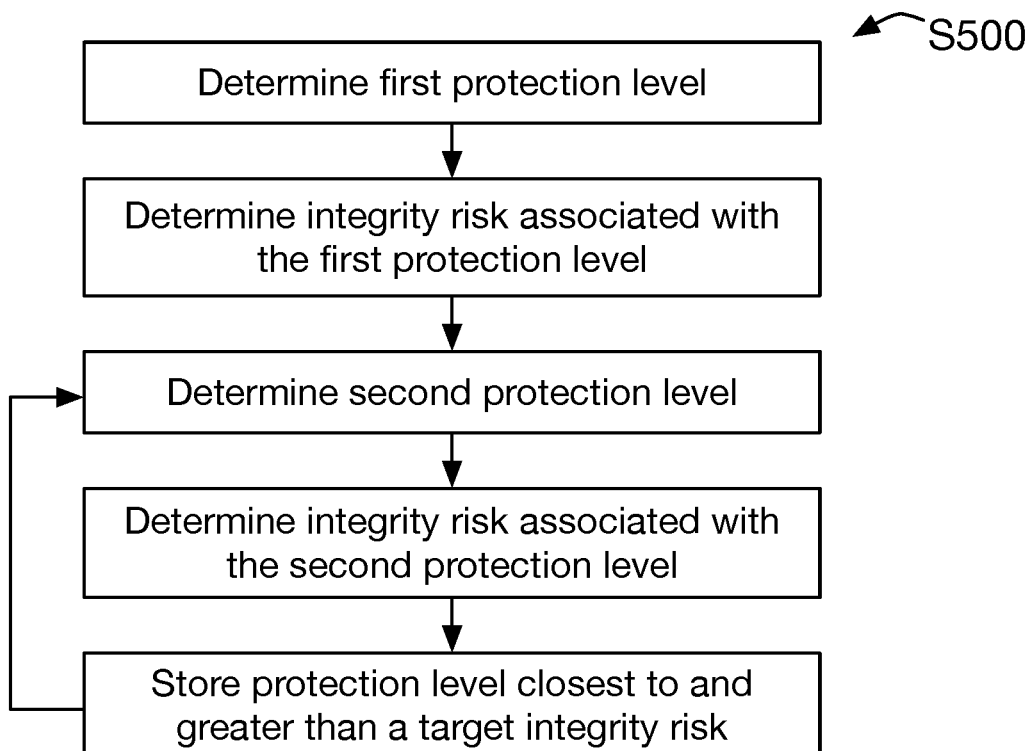 S500
Determine first protection level
Determine integrity risk associated with
the first protection level
Determine second protection level
Determine integrity risk associated with
the second protection level
Store protection level closest to and
greater than a target integrity risk